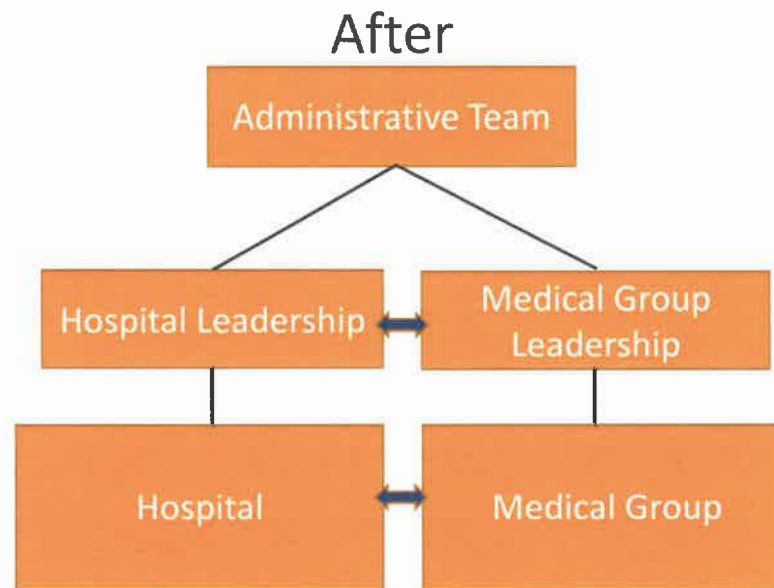 After
Administrative Team
Hospital Leadership
Medical Group
Leadership
Hospital
Medical Group